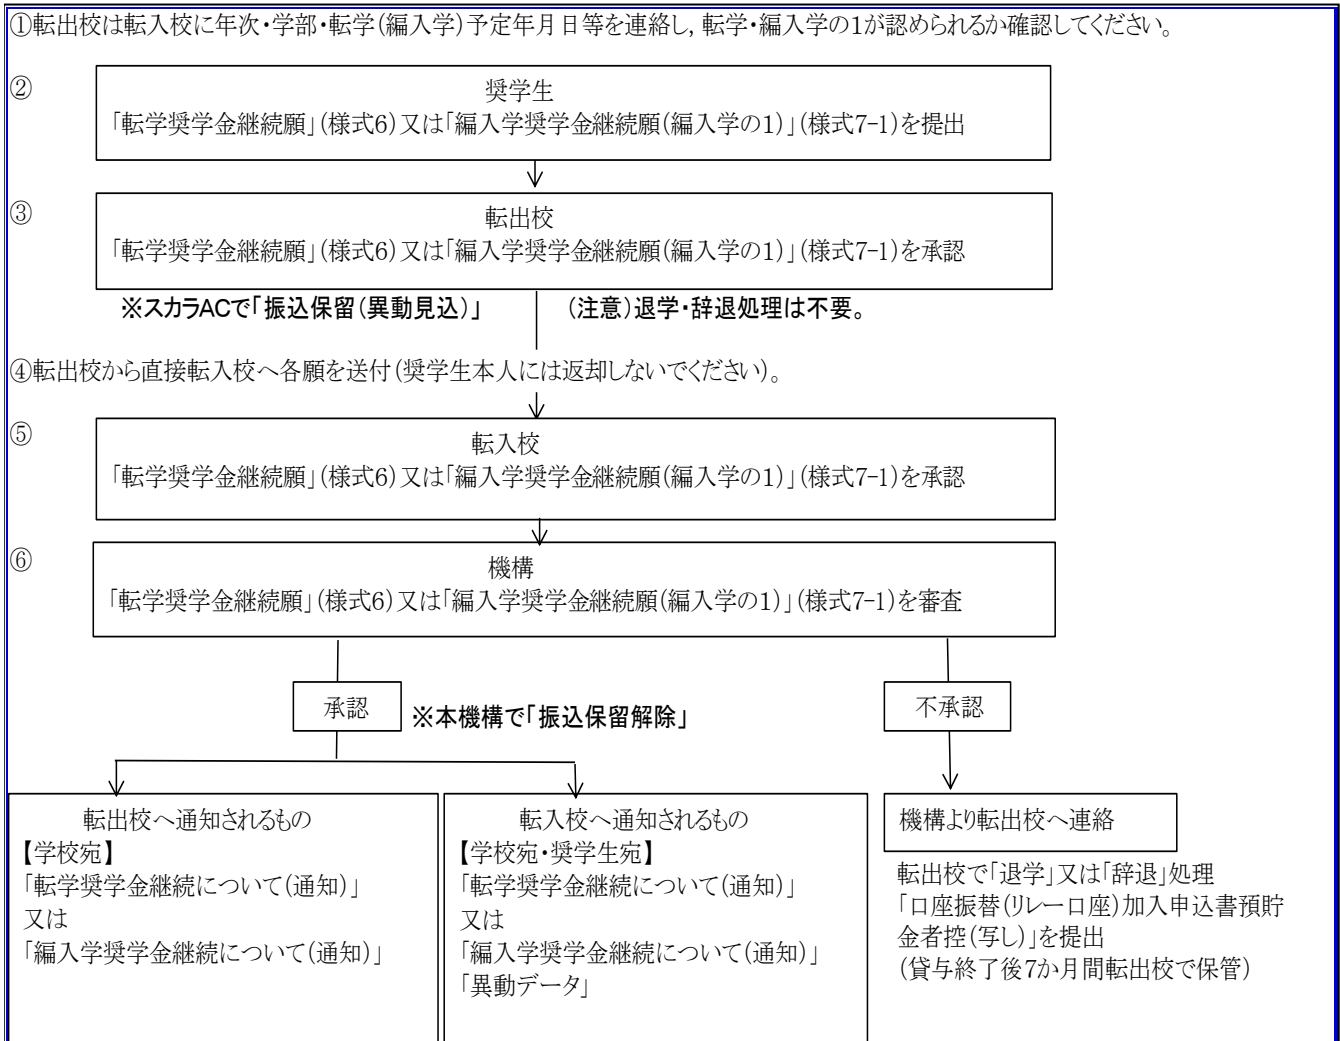 ①転出校は転入校に年次・学部・転学(編入学)予定年月日等を連絡し，転学・編入学の1が認められるか確認してください。
②
奨学生
「転学奨学金継続願」(様式6)又は「編入学奨学金継続願(編入学の1)」(様式7-1)を提出
③
転出校
「転学奨学金継続願」(様式6)又は「編入学奨学金継続願(編入学の1)」(様式7-1)を承認
※スカラACで「振込保留(異動見込)」　(注意)退学・辞退処理は不要。
④転出校から直接転入校へ各願を送付(奨学生本人には返却しないでください)。
⑤
転入校
「転学奨学金継続願」(様式6)又は「編入学奨学金継続願(編入学の1)」(様式7-1)を承認
⑥
機構
「転学奨学金継続願」(様式6)又は「編入学奨学金継続願(編入学の1)」(様式7-1)を審査
承認
※本機構で「振込保留解除」
不承認
転出校へ通知されるもの
【学校宛】
「転学奨学金継続について(通知)」
又は
「編入学奨学金継続について(通知)」
転入校へ通知されるもの
【学校宛・奨学生宛】
「転学奨学金継続について(通知)」
又は
「編入学奨学金継続について(通知)」
「異動データ」
機構より転出校へ連絡
転出校で「退学」又は「辞退」処理
「口座振替(リレー口座)加入申込書預貯
金者控(写し)」を提出
(貸与終了後7か月間転出校で保管)